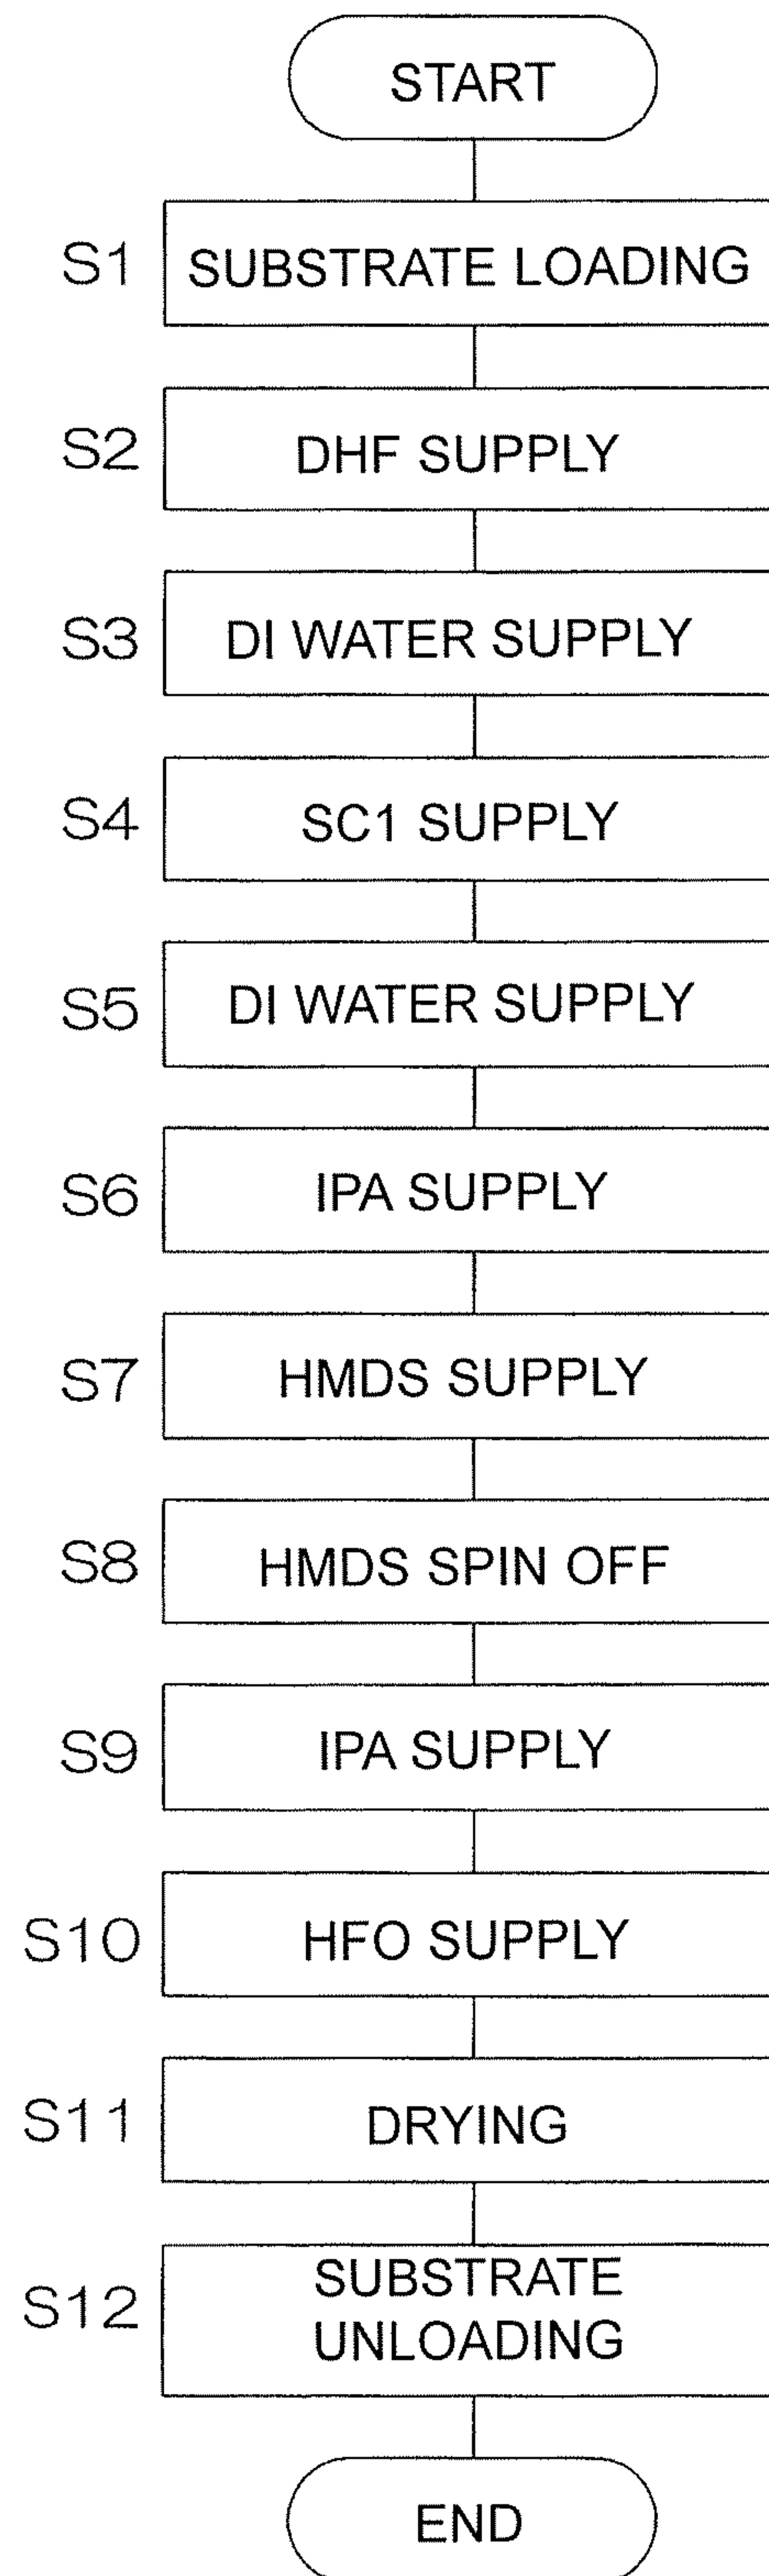 START
S1 SUBSTRATE LOADING
S2 DHF SUPPLY
S3 DI WATER SUPPLY
S4 SC1 SUPPLY
S5 DI WATER SUPPLY
S6 IPA SUPPLY
S7 HMDS SUPPLY
S8 HMDS SPIN OFF
S9 IPA SUPPLY
S10 HFO SUPPLY
S11 DRYING
S12 SUBSTRATE
UNLOADING
END